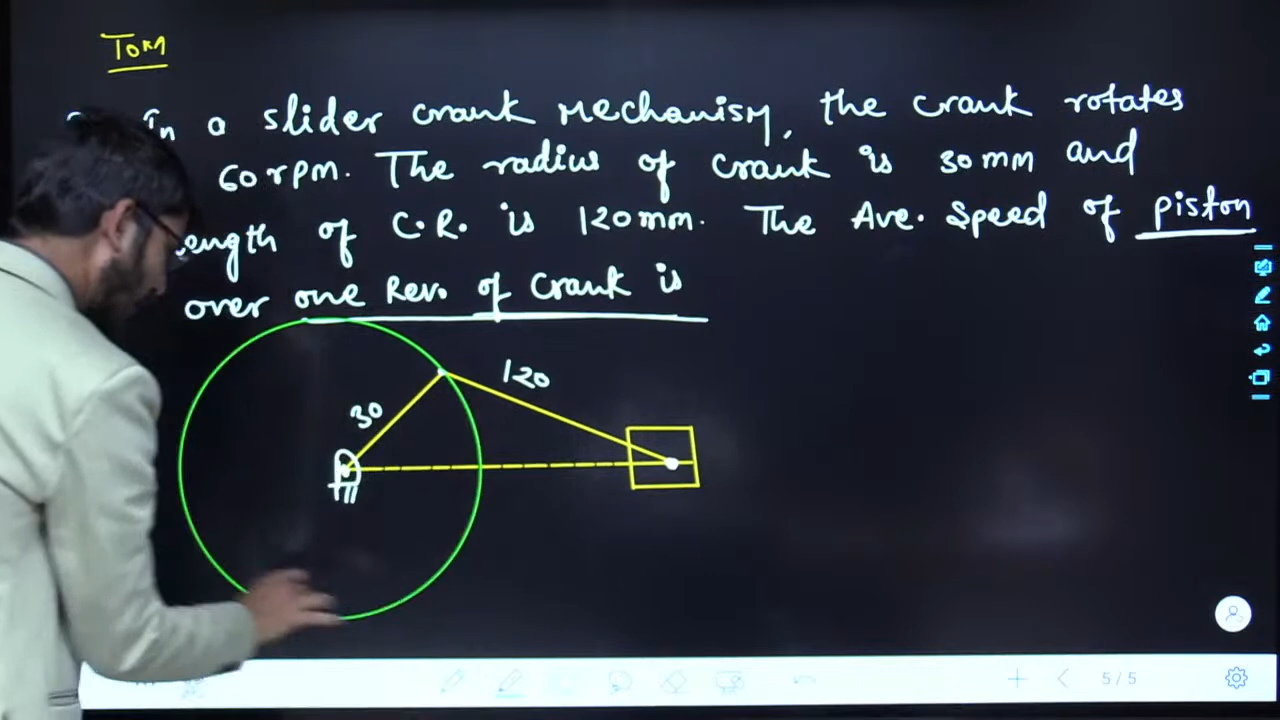 TOM
In a slider crank Mechanism, the crank rotates
60 rpm. The radius of crank is 30 mm and
ength of C.R. is 120 mm. The Ave. Speed of piston
over one Rev. of crank is
120
30
5/5